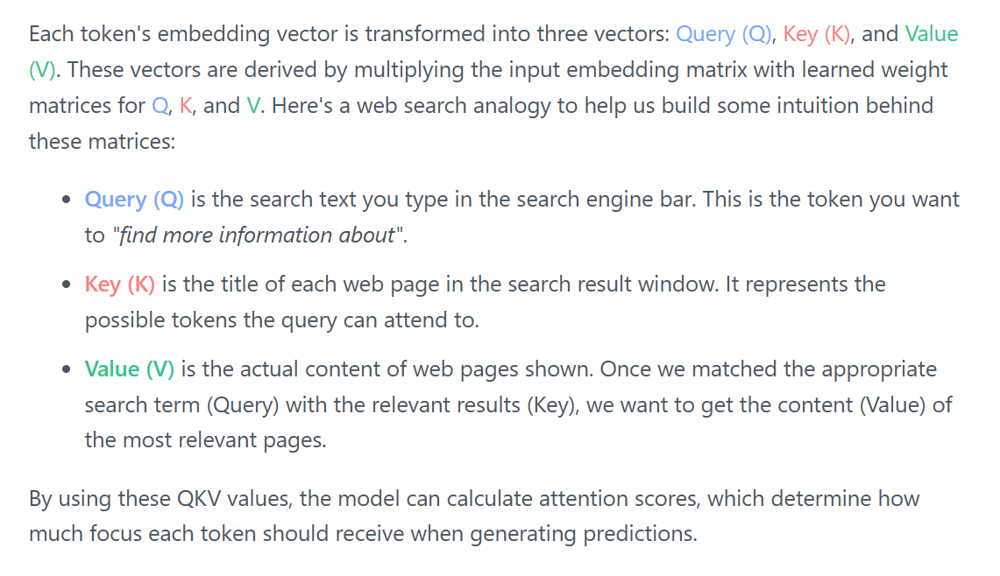 Each token's embedding vector is transformed into three vectors: Query (Q), Key (K), and Value
(V). These vectors are derived by multiplying the input embedding matrix with learned weight
matrices for Q, K, and V. Here's a web search analogy to help us build some intuition behind
these matrices:
• Query (Q) is the search text you type in the search engine bar. This is the token you want
to "find more information about".
• Key (K) is the title of each web page in the search result window. It represents the
possible tokens the query can attend to.
• Value (V) is the actual content of web pages shown. Once we matched the appropriate
search term (Query) with the relevant results (Key), we want to get the content (Value) of
the most relevant pages.
By using these QKV values, the model can calculate attention scores, which determine how
much focus each token should receive when generating predictions.